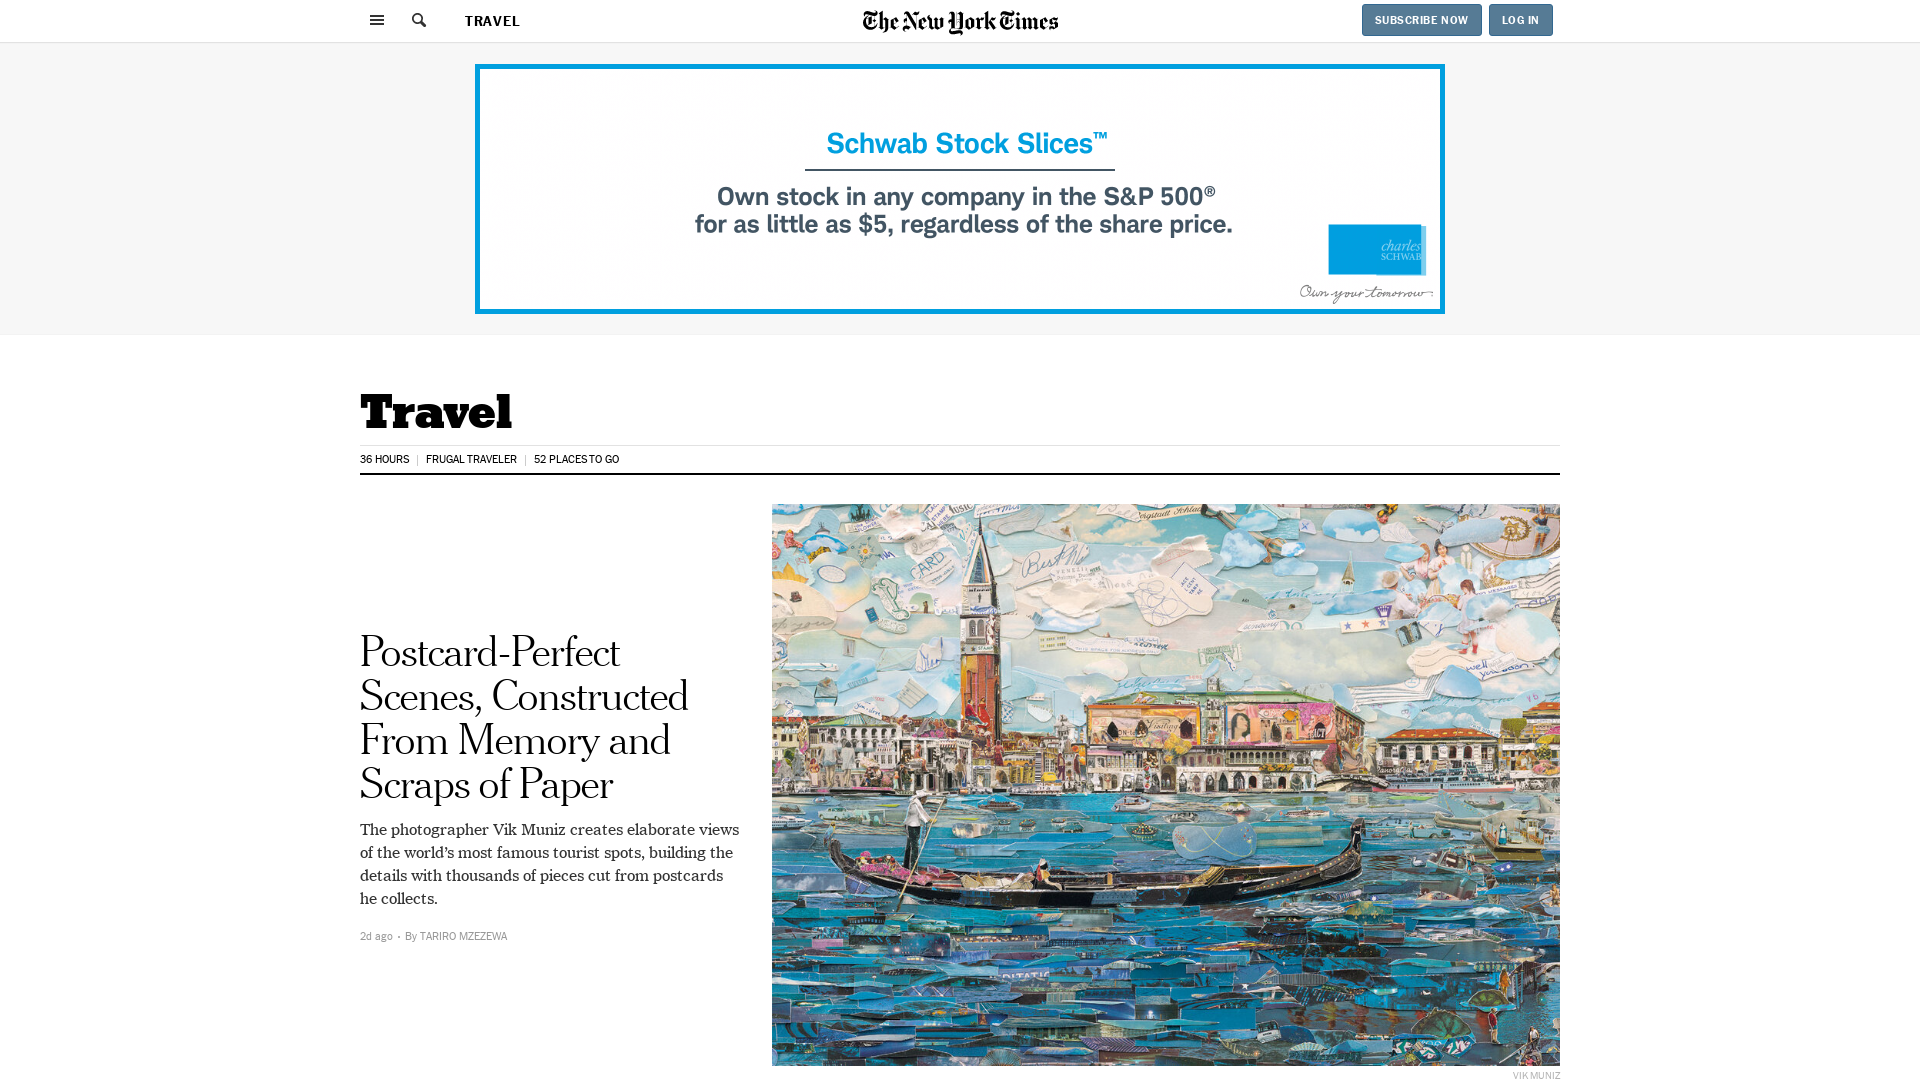 TRAVEL
The New York Times
SUBSCRIBE NOW
LOG IN
Schwab Stock Slices™
Own stock in any company in the S&P 500®
for as little as $5, regardless of the share price.
charles
SCHWAB
Own your tomorrow
Travel
36 HOURS
FRUGAL TRAVELER
52 PLACES TO GO
Postcard-Perfect
Scenes, Constructed
From Memory and
Scraps of Paper
The photographer Vik Muniz creates elaborate views
of the world’s most famous tourist spots, building the
details with thousands of pieces cut from postcards
he collects.
2d ago • By TARIRO MZEZEWA
CARD
Visiting
VIK MUNIZ